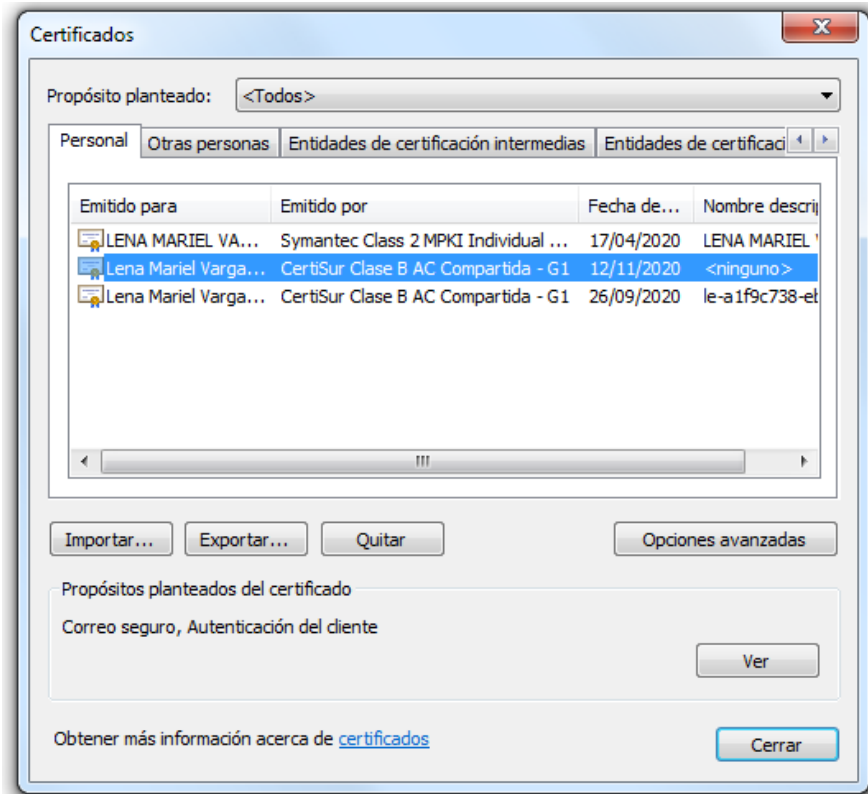 Certificados
Propósito planteado: <Todos>
Personal Otras personas Entidades de certificación intermedias Entidades de certificaci
Emitido para Emitido por Fecha de... Nombre descrip
LENA MARIEL VA... Symantec Class 2 MPKI Individual ... 17/04/2020 LENA MARIEL
Lena Mariel Varga... CertiSur Clase B AC Compartida - G1 12/11/2020 <ninguno>
Lena Mariel Varga... CertiSur Clase B AC Compartida - G1 26/09/2020 le-a1f9c738-eb
Importar... Exportar... Quitar Opciones avanzadas
Propósitos planteados del certificado
Correo seguro, Autenticación del cliente
Ver
Obtener más información acerca de certificados
Cerrar